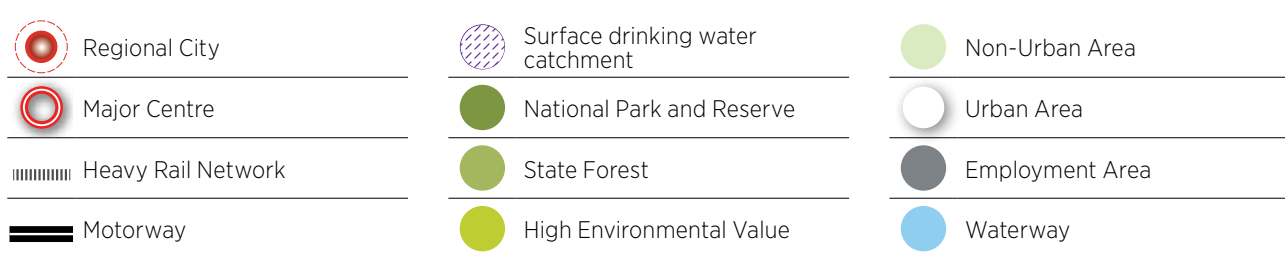 Regional City
Major Centre
Heavy Rail Network
Motorway
Surface drinking water
catchment
National Park and Reserve
State Forest
High Environmental Value
Non-Urban Area
Urban Area
Employment Area
Waterway